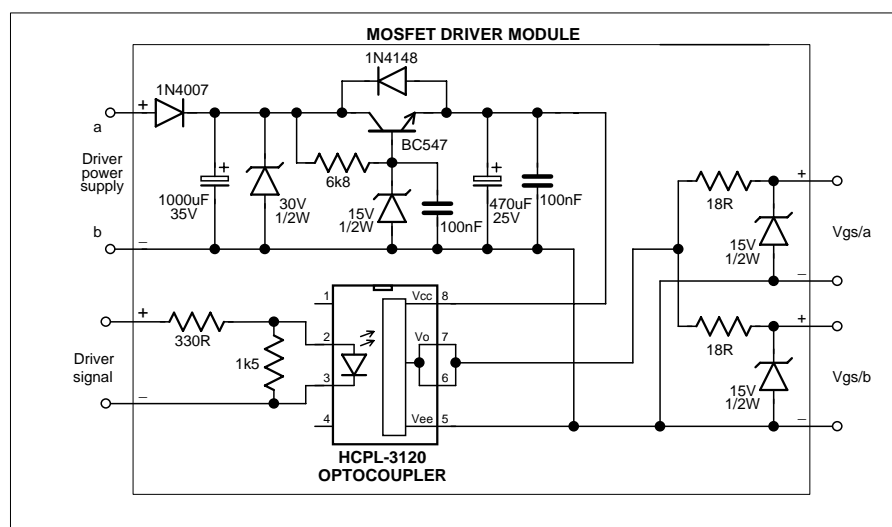 MOSFET DRIVER MODULE
1N4148
1N4007
+
a
BC547
Driver
power
supply
+
1000uF
35V
30V
1/2W
6k8
15V
1/2W
100nF
+
470uF
25V
100nF
b
−
18R
+
15V
1/2W
Vgs/a
−
+
330R
1k5
Driver
signal
−
1
2
3
4
Vcc
8
Vo
7
6
Vee
5
HCPL-3120
OPTOCOUPLER
18R
+
15V
1/2W
Vgs/b
−